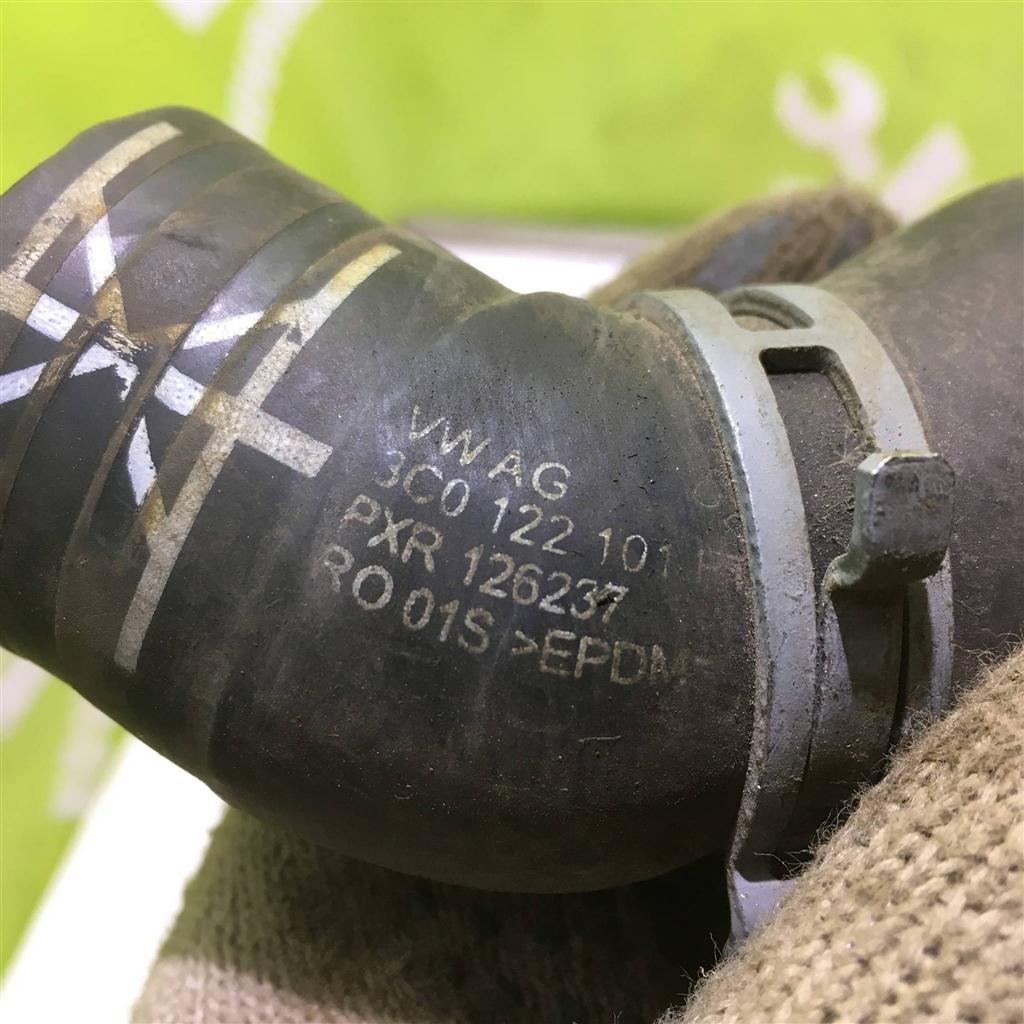 VW AG
3C0 122 101
PXR 126237
RO 01S >EPDM